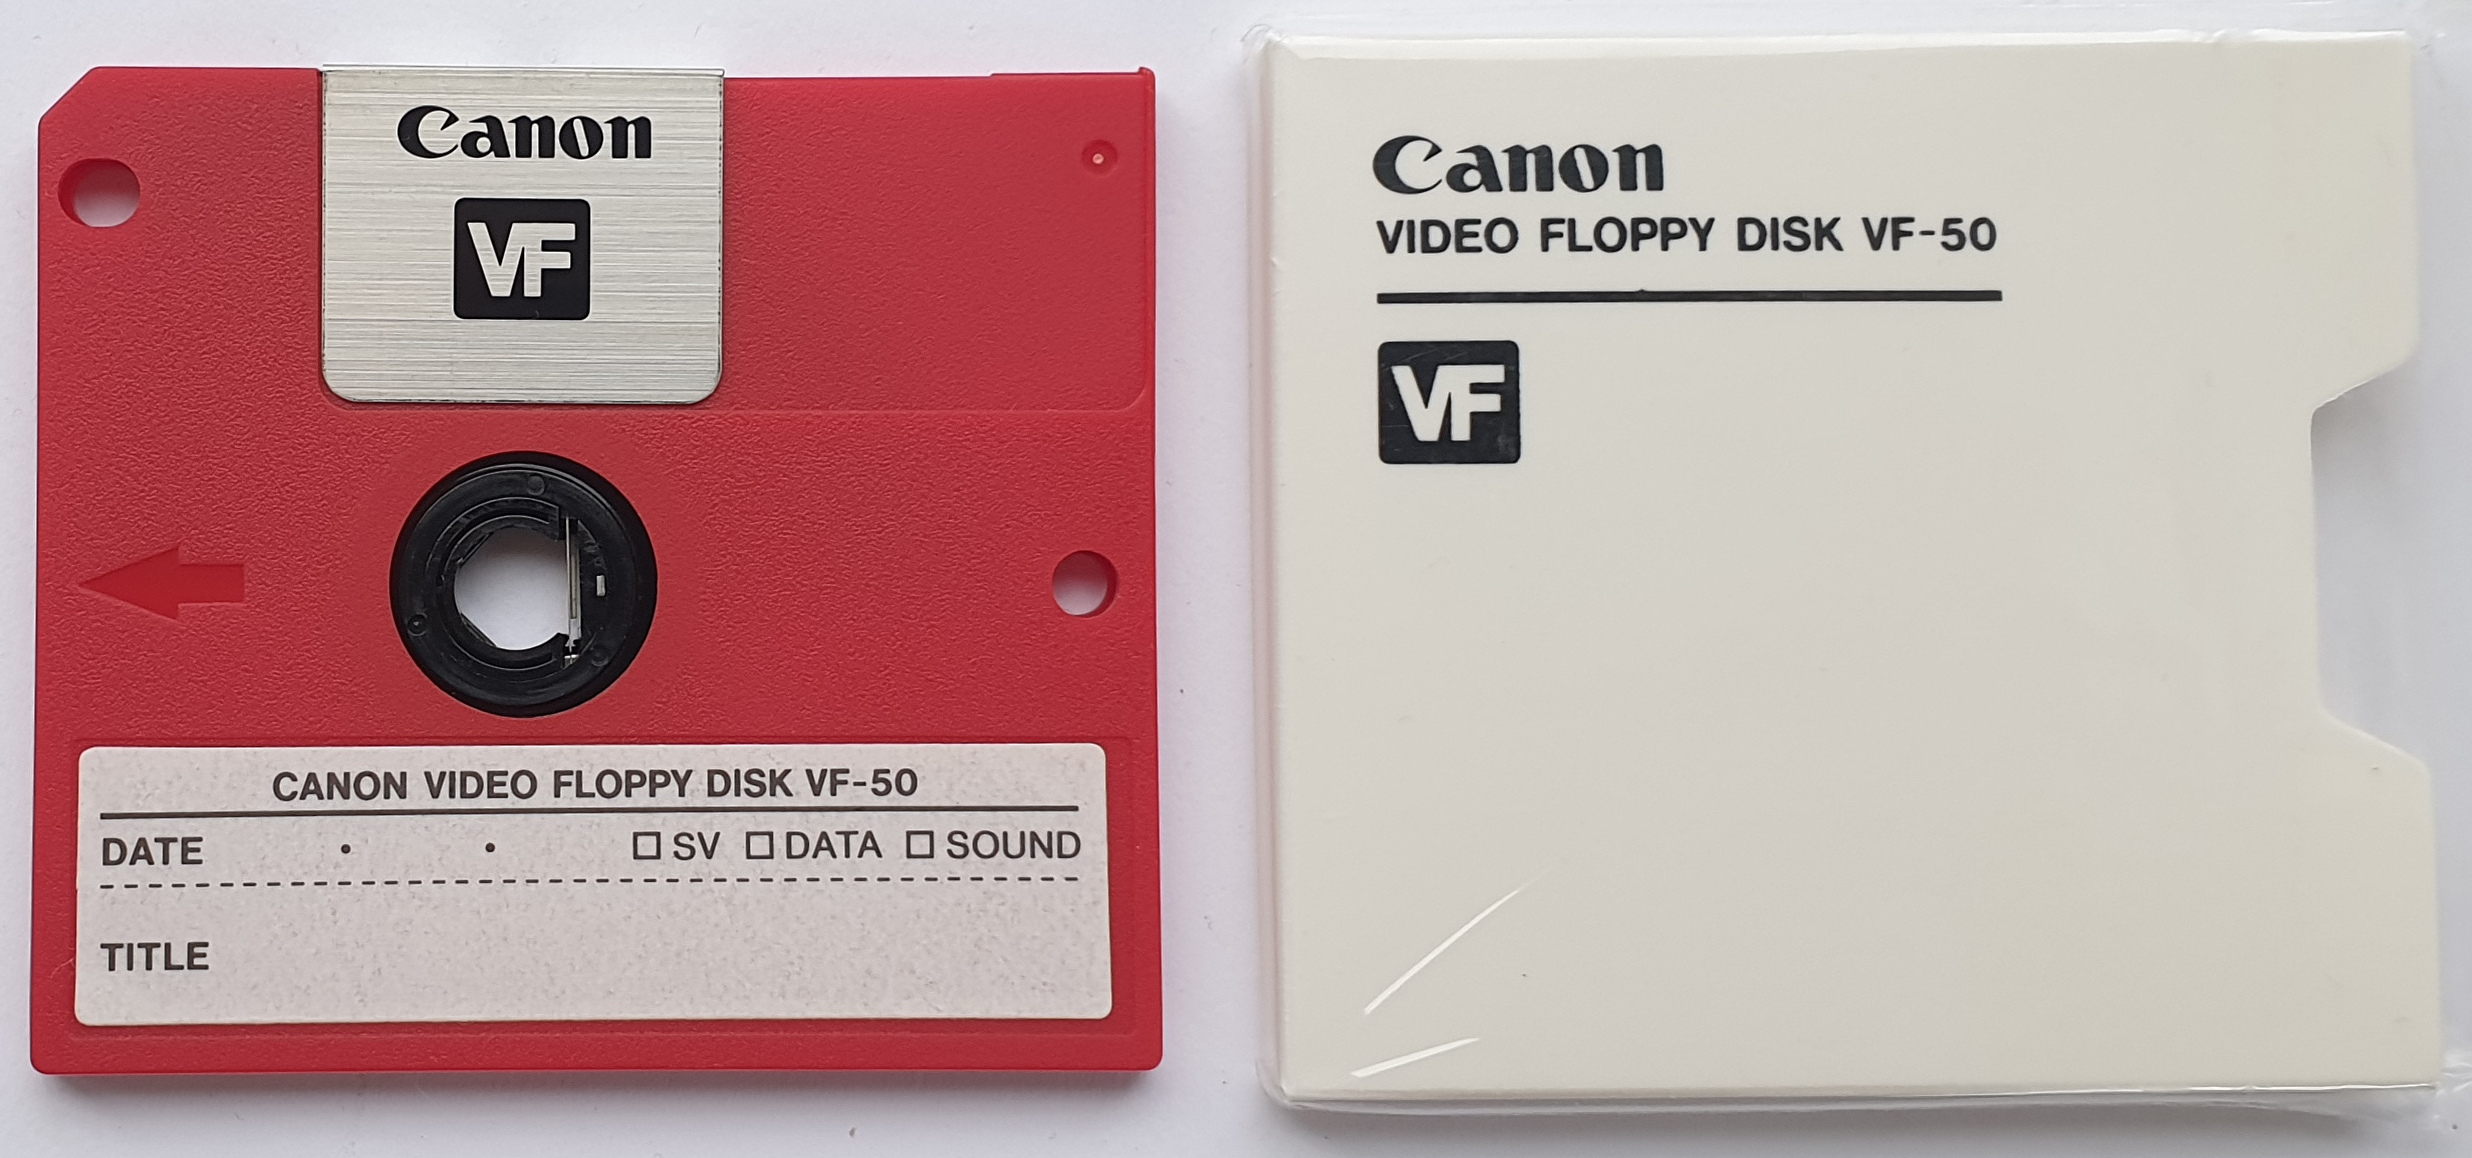 Canon
VF
CANON VIDEO FLOPPY DISK VF-50
DATE . . □ SV □ DATA □ SOUND
TITLE
Canon
VIDEO FLOPPY DISK VF-50
VF